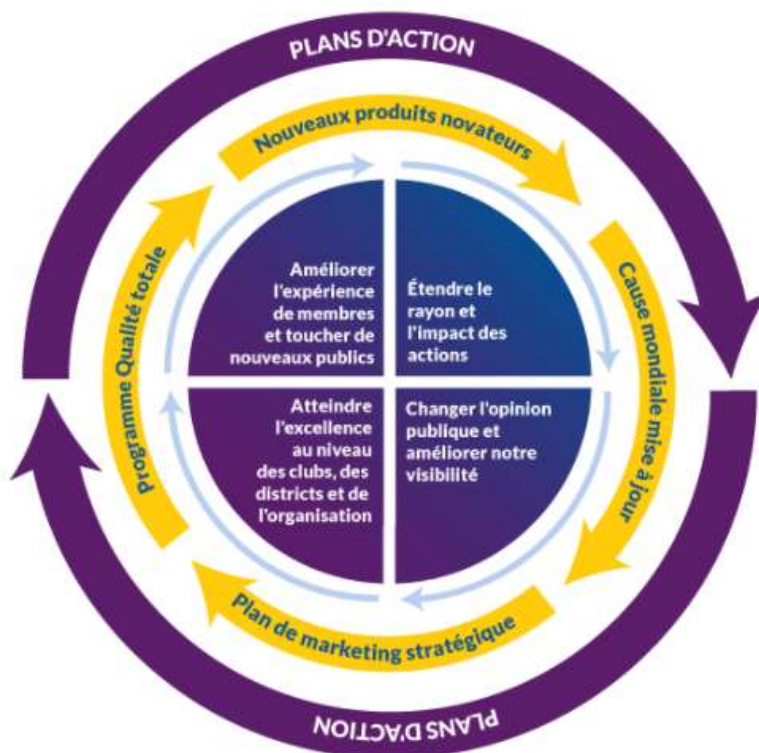 PLANS D'ACTION
Nouveaux produits novateurs
Cause mondiale mise à jour
Plan de marketing stratégique
Programme Qualité totale
Améliorer
l'expérience
de membres
et toucher de
nouveaux publics
Étendre le
rayon et
l'impact des
actions
Atteindre
l'excellence
au niveau
des clubs, des
districts et de
l'organisation
Changer l'opinion
publique et
améliorer notre
visibilité
PLANS D'ACTION